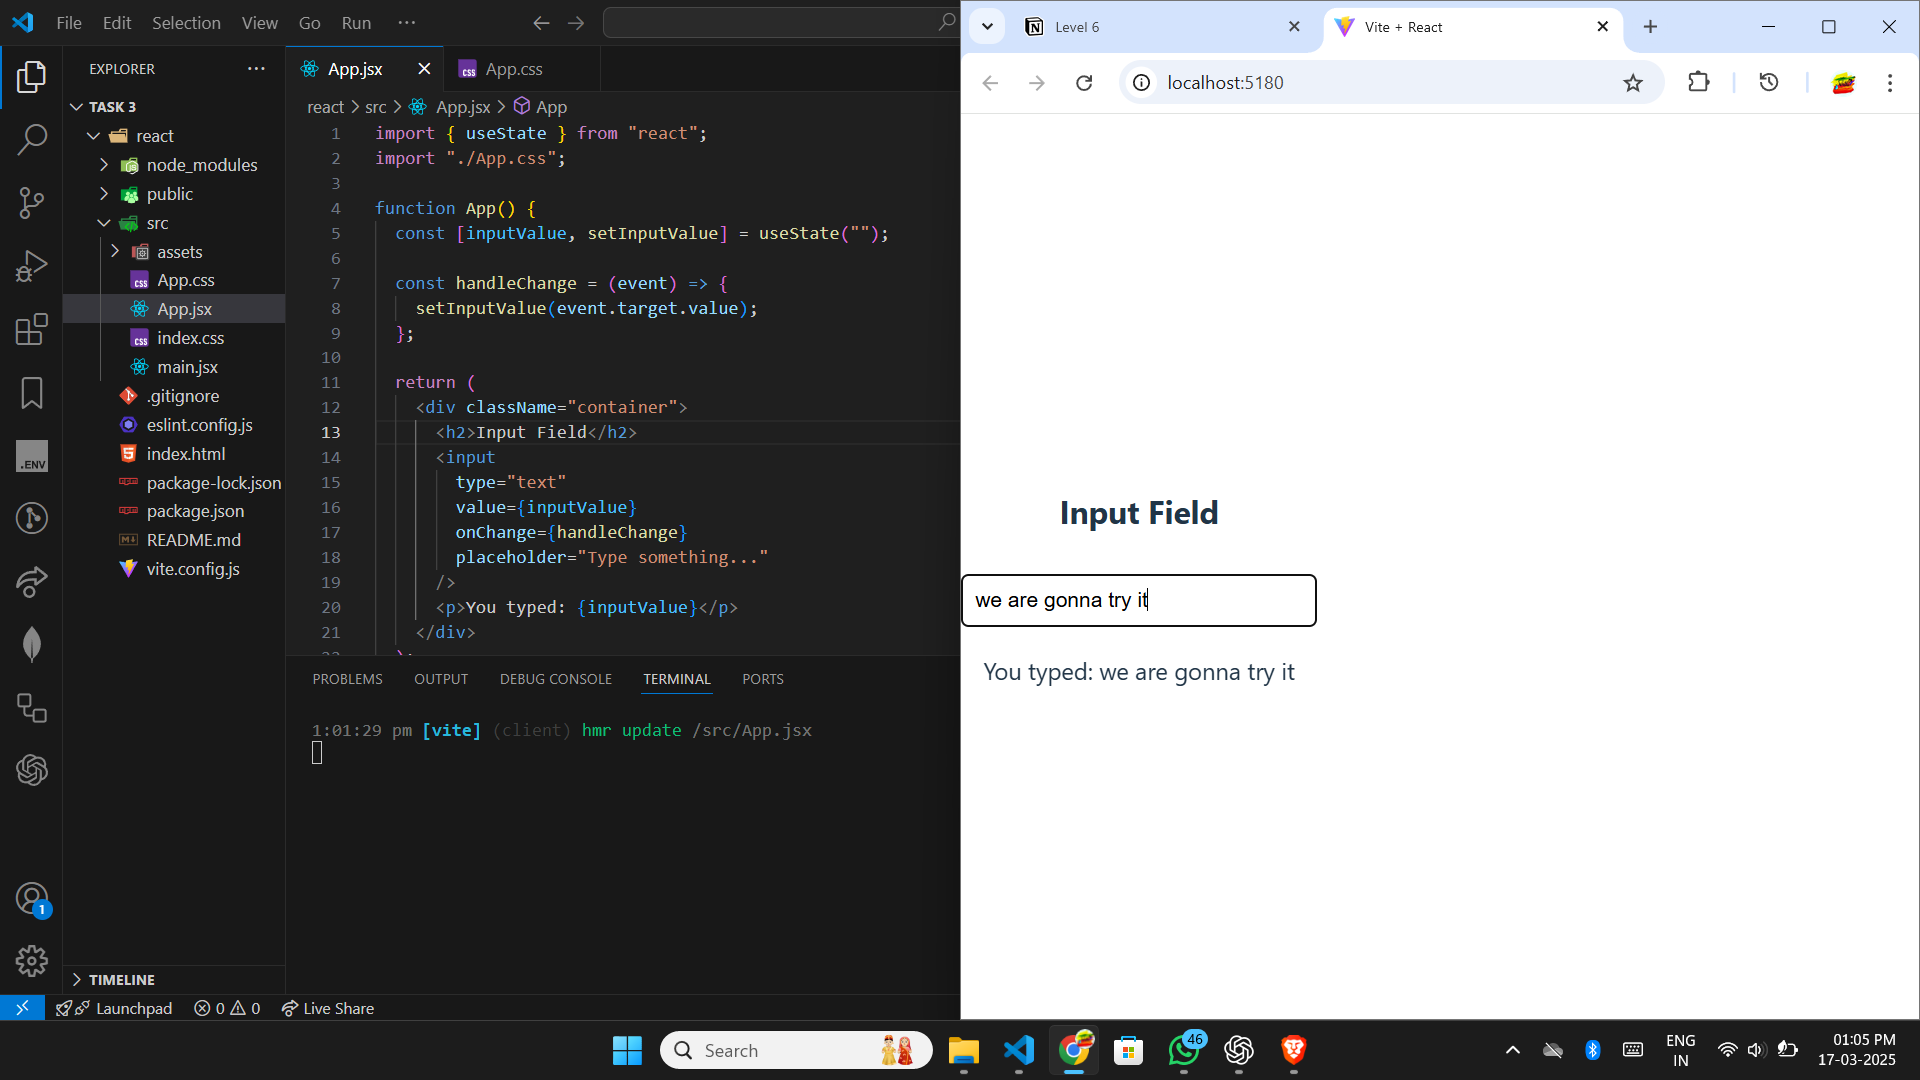 File Edit Selection View Go Run ···
EXPLORER ···
TASK 3
react
node_modules
public
src
assets
App.css
App.jsx
index.css
main.jsx
.gitignore
eslint.config.js
index.html
package-lock.json
package.json
README.md
vite.config.js
TIMELINE
.ENV
1
App.jsx App.css
react > src > App.jsx > App
1 import { useState } from "react";
2 import "./App.css";
3
4 function App() {
5 const [inputValue, setInputValue] = useState("");
6
7 const handleChange = (event) => {
8 setInputValue(event.target.value);
9 };
10
11 return (
12 <div className="container">
13 <h2>Input Field</h2>
14 <input
15 type="text"
16 value={inputValue}
17 onChange={handleChange}
18 placeholder="Type something..."
19 />
20 <p>You typed: {inputValue}</p>
21 </div>
PROBLEMS OUTPUT DEBUG CONSOLE TERMINAL PORTS
1:01:29 pm [vite] (client) hmr update /src/App.jsx
Launchpad 0 0 Live Share
Level 6 Vite + React
localhost:5180
Input Field
we are gonna try it
You typed: we are gonna try it
Search
46
ENG
IN
01:05 PM
17-03-2025